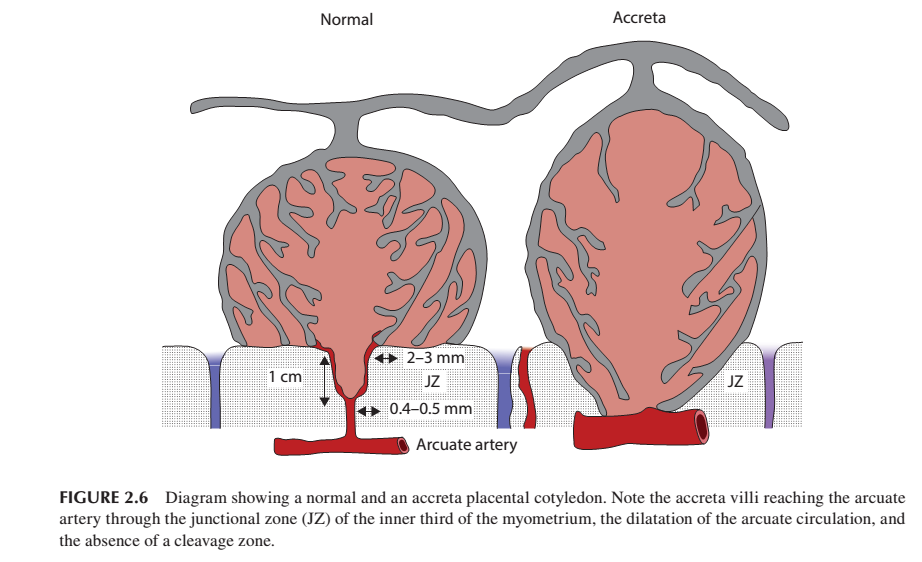 Normal
Accreta
2–3 mm
1 cm
JZ
JZ
0.4–0.5 mm
Arcuate artery
FIGURE 2.6 Diagram showing a normal and an accreta placental cotyledon. Note the accreta villi reaching the arcuate
artery through the junctional zone (JZ) of the inner third of the myometrium, the dilatation of the arcuate circulation, and
the absence of a cleavage zone.